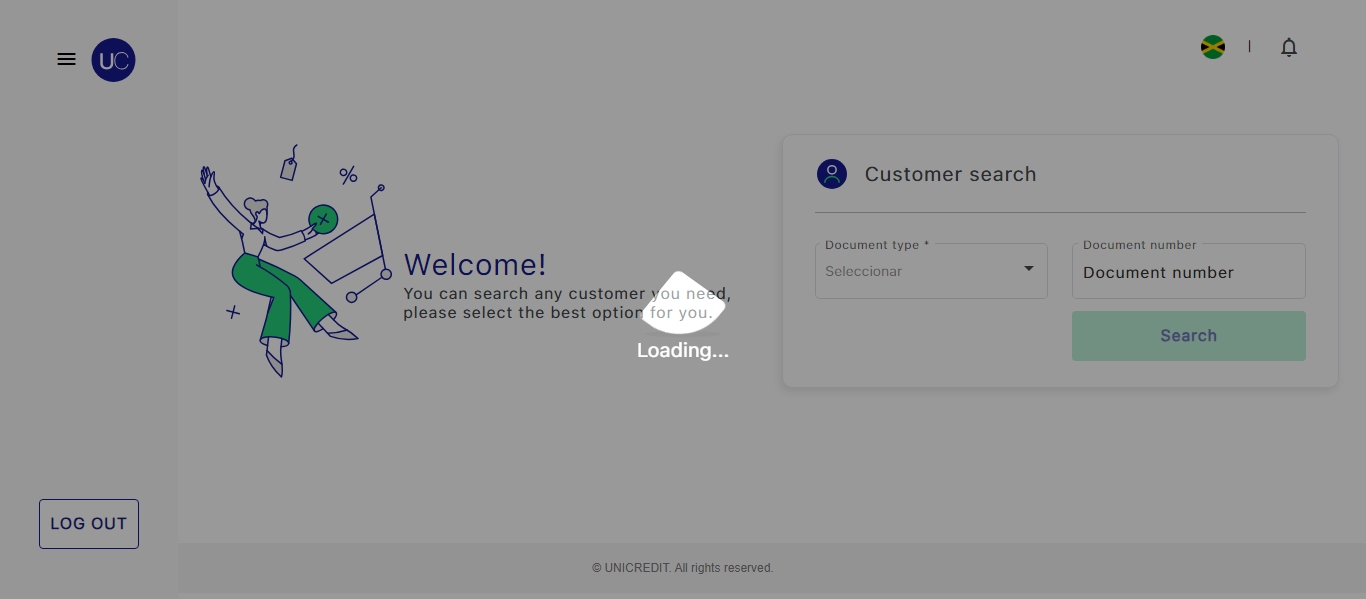 UC
|
Customer search
Document type *
Seleccionar
Document number
Document number
Search
Welcome!
You can search any customer you need,
please select the best option for you.
Loading...
LOG OUT
© UNICREDIT. All rights reserved.